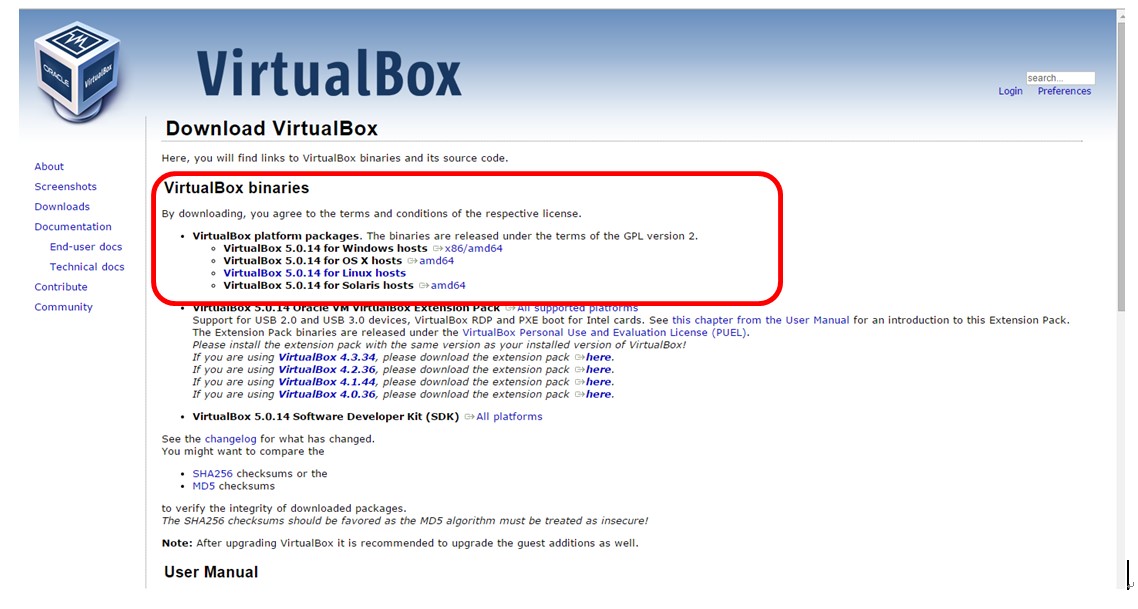 VM
ORACLE
VirtualBox
VirtualBox
search...
Login Preferences
Download VirtualBox
Here, you will find links to VirtualBox binaries and its source code.
About
Screenshots
Downloads
Documentation
End-user docs
Technical docs
Contribute
Community
VirtualBox binaries
By downloading, you agree to the terms and conditions of the respective license.
• VirtualBox platform packages. The binaries are released under the terms of the GPL version 2.
◦ VirtualBox 5.0.14 for Windows hosts x86/amd64
◦ VirtualBox 5.0.14 for OS X hosts amd64
◦ VirtualBox 5.0.14 for Linux hosts
◦ VirtualBox 5.0.14 for Solaris hosts amd64
• VirtualBox 5.0.14 Oracle VM VirtualBox Extension Pack All supported platforms
Support for USB 2.0 and USB 3.0 devices, VirtualBox RDP and PXE boot for Intel cards. See this chapter from the User Manual for an introduction to this Extension Pack.
The Extension Pack binaries are released under the VirtualBox Personal Use and Evaluation License (PUEL).
Please install the extension pack with the same version as your installed version of VirtualBox!
If you are using VirtualBox 4.3.34, please download the extension pack here.
If you are using VirtualBox 4.2.36, please download the extension pack here.
If you are using VirtualBox 4.1.44, please download the extension pack here.
If you are using VirtualBox 4.0.36, please download the extension pack here.
• VirtualBox 5.0.14 Software Developer Kit (SDK) All platforms
See the changelog for what has changed.
You might want to compare the
• SHA256 checksums or the
• MD5 checksums
to verify the integrity of downloaded packages.
The SHA256 checksums should be favored as the MD5 algorithm must be treated as insecure!
Note: After upgrading VirtualBox it is recommended to upgrade the guest additions as well.
User Manual